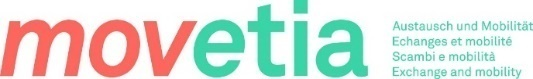 movetia
Austausch und Mobilität
Echanges et mobilité
Scambi e mobilità
Exchange and mobility